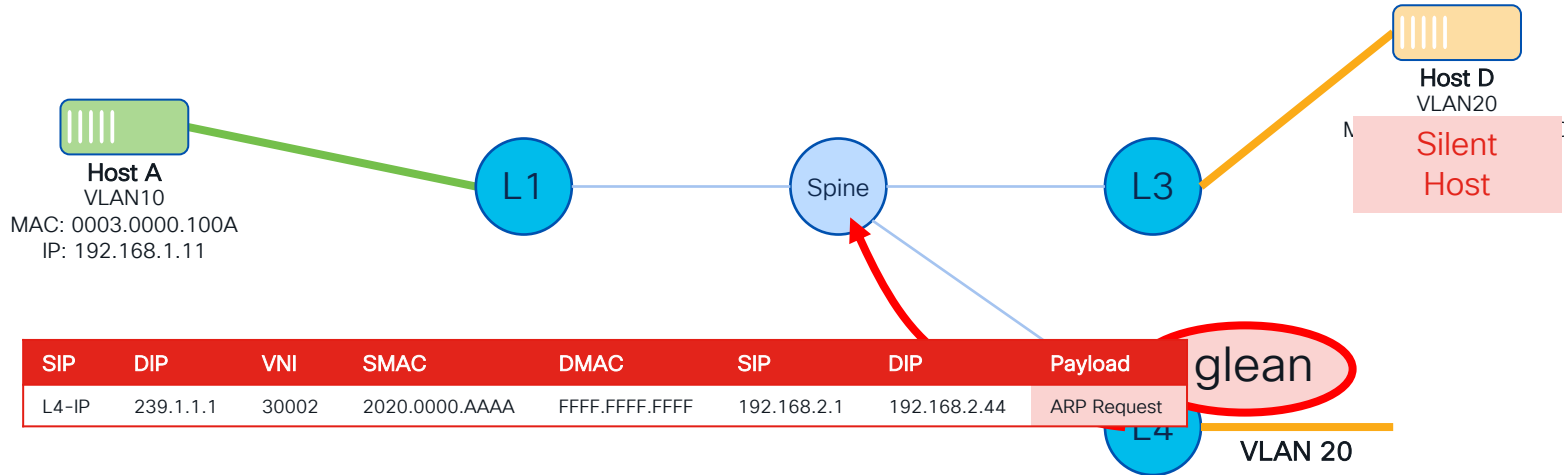 Host D
VLAN20
Silent
Host
Host A
VLAN10
MAC: 0003.0000.100A
IP: 192.168.1.11
L1
Spine
L3
SIP DIP VNI SMAC DMAC SIP DIP Payload
L4-IP 239.1.1.1 30002 2020.0000.AAAA FFFF.FFFF.FFFF 192.168.2.1 192.168.2.44 ARP Request
glean
L4
VLAN 20